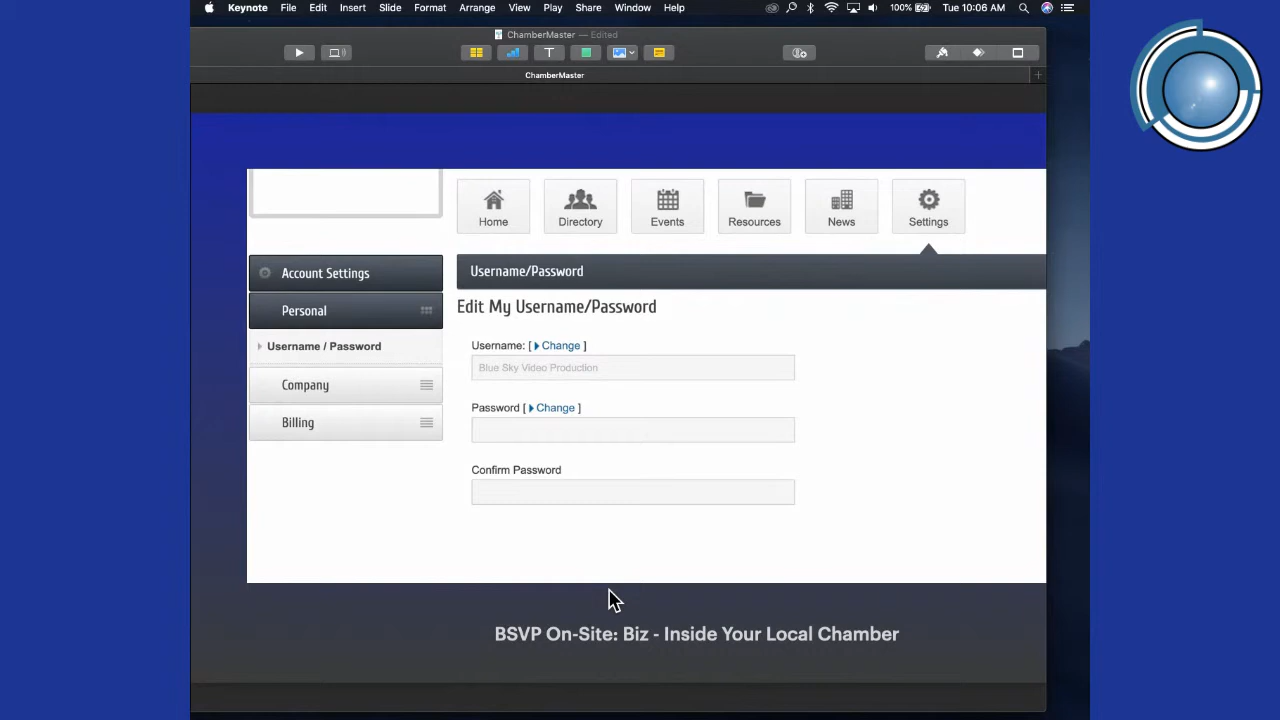 Keynote File Edit Insert Slide Format Arrange View Play Share Window Help 100% Tue 10:06 AM
ChamberMaster — Edited
ChamberMaster
Home Directory Events Resources News Settings
Account Settings
Username/Password
Personal
Edit My Username/Password
Username / Password
Username: [ Change ]
Blue Sky Video Production
Company
Password [ Change ]
Billing
Confirm Password
BSVP On-Site: Biz - Inside Your Local Chamber